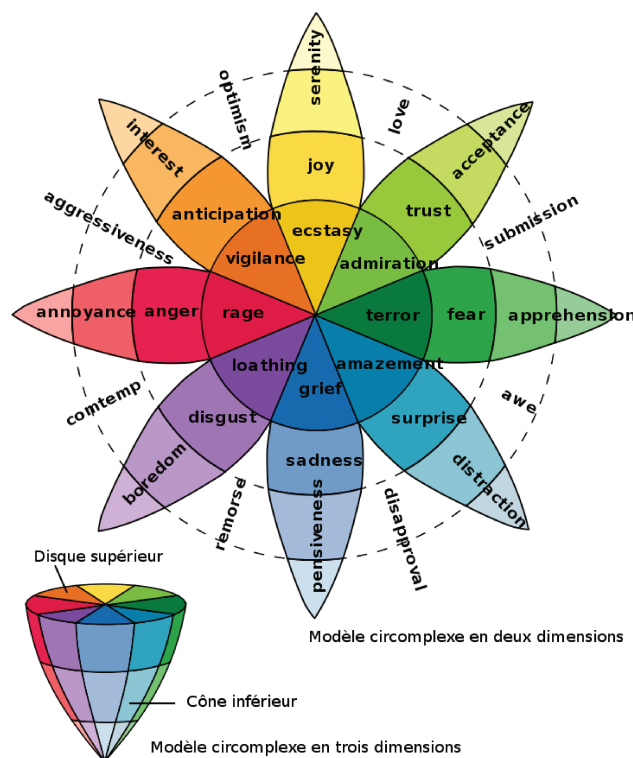 serenity
optimism
love
interest
joy
acceptance
anticipation
trust
aggressiveness
ecstasy
submission
vigilance
admiration
annoyance
anger
rage
terror
fear
apprehension
loathing
amazement
comtemp
grief
awe
disgust
surprise
boredom
sadness
distraction
remorse
pensiveness
disapproval
Disque supérieur
Modèle circomplexe en deux dimensions
Cône inférieur
Modèle circomplexe en trois dimensions